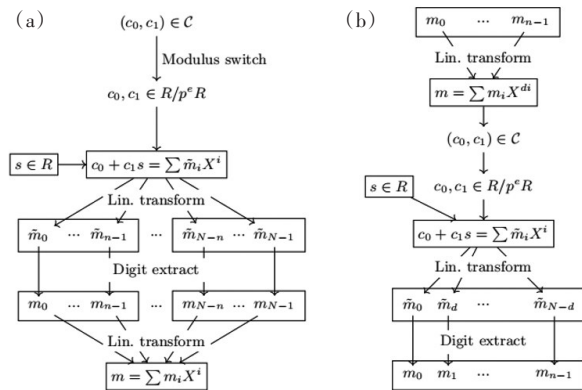 (a)
(c₀, c₁) ∈ 𝒞
Modulus switch
c₀, c₁ ∈ R/pᵉR
s ∈ R
c₀ + c₁s = ∑ m̃ᵢXⁱ
Lin. transform
m̃₀ ⋯ m̃ₙ₋₁ ⋯ m̃_{N−n} ⋯ m̃_{N−1}
Digit extract
m₀ ⋯ mₙ₋₁ ⋯ m_{N−n} ⋯ m_{N−1}
Lin. transform
m = ∑ mᵢXⁱ
(b)
m₀ ⋯ mₙ₋₁
Lin. transform
m = ∑ mᵢX^{di}
(c₀, c₁) ∈ 𝒞
c₀, c₁ ∈ R/pᵉR
s ∈ R
c₀ + c₁s = ∑ m̃ᵢXⁱ
Lin. transform
m̃₀ m̃_d ⋯ m̃_{N−d}
Digit extract
m₀ m₁ ⋯ mₙ₋₁